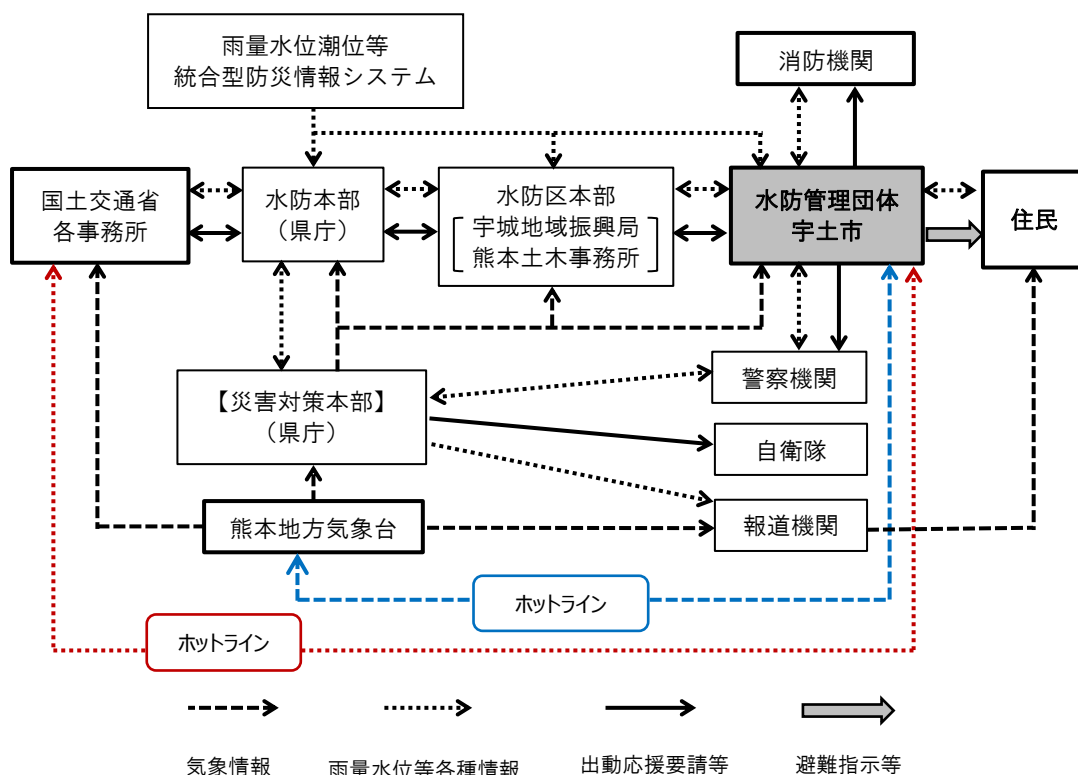 雨量水位潮位等
統合型防災情報システム
消防機関
国土交通省
各事務所
水防本部
（県庁）
水防区本部
宇城地域振興局
熊本土木事務所
水防管理団体
宇土市
住民
【災害対策本部】
（県庁）
警察機関
自衛隊
熊本地方気象台
報道機関
ホットライン
ホットライン
気象情報
雨量水位等各種情報
出動応援要請等
避難指示等